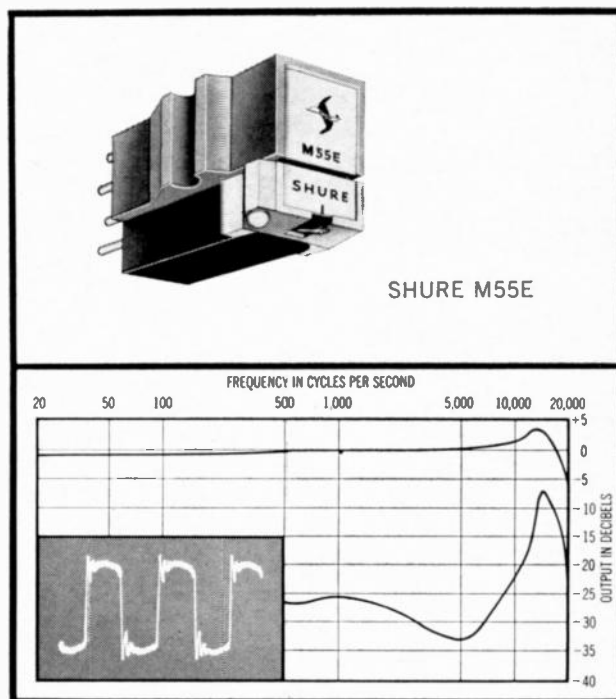 M55E
SHURE
SHURE M55E
FREQUENCY IN CYCLES PER SECOND
20 50 100 500 1,000 5,000 10,000 20,000
+5
0
-5
-10
-15
-20
-25
-30
-35
-40
OUTPUT IN DECIBELS